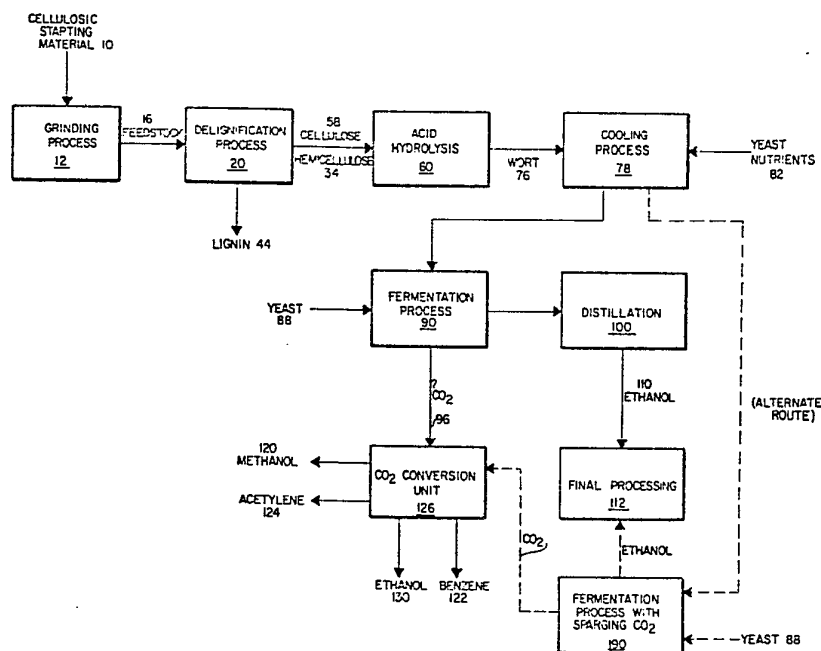 CELLULOSIC
STARTING
MATERIAL 10
GRINDING
PROCESS
12
16
FEEDSTOCK
DELIGNIFICATION
PROCESS
20
58
CELLULOSE
HEMICELLULOSE
34
ACID
HYDROLYSIS
60
WORT
76
COOLING
PROCESS
78
YEAST
NUTRIENTS
82
LIGNIN 44
YEAST
88
FERMENTATION
PROCESS
90
DISTILLATION
100
CO2
96
110
ETHANOL
(ALTERNATE
ROUTE)
120
METHANOL
ACETYLENE
124
CO2 CONVERSION
UNIT
126
FINAL PROCESSING
112
CO2
ETHANOL
ETHANOL
130
BENZENE
122
FERMENTATION
PROCESS WITH
SPARGING CO2
190
YEAST 88